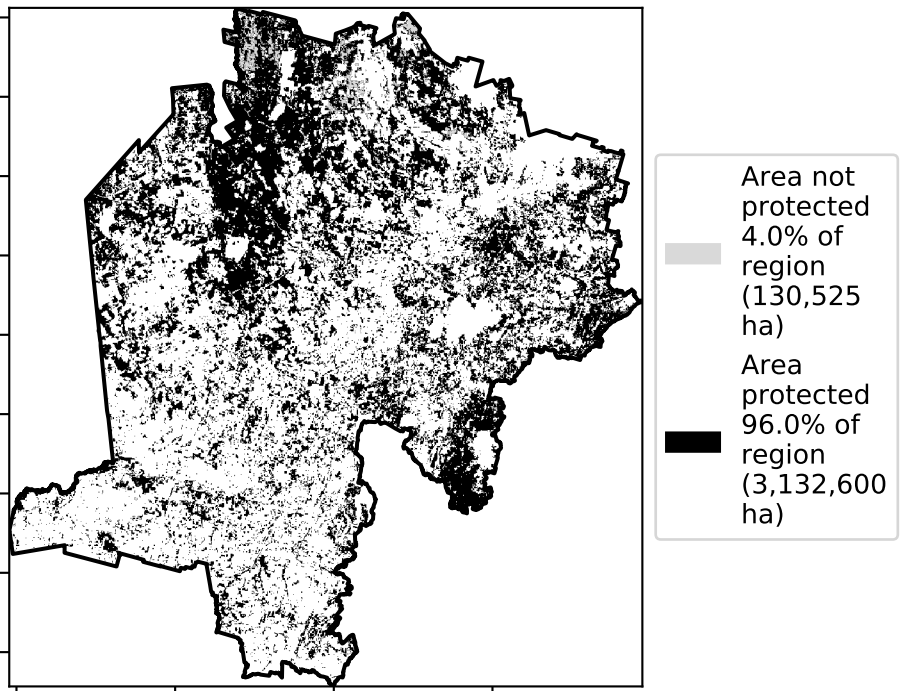 Area not
protected
4.0% of
region
(130,525
ha)
Area
protected
96.0% of
region
(3,132,600
ha)